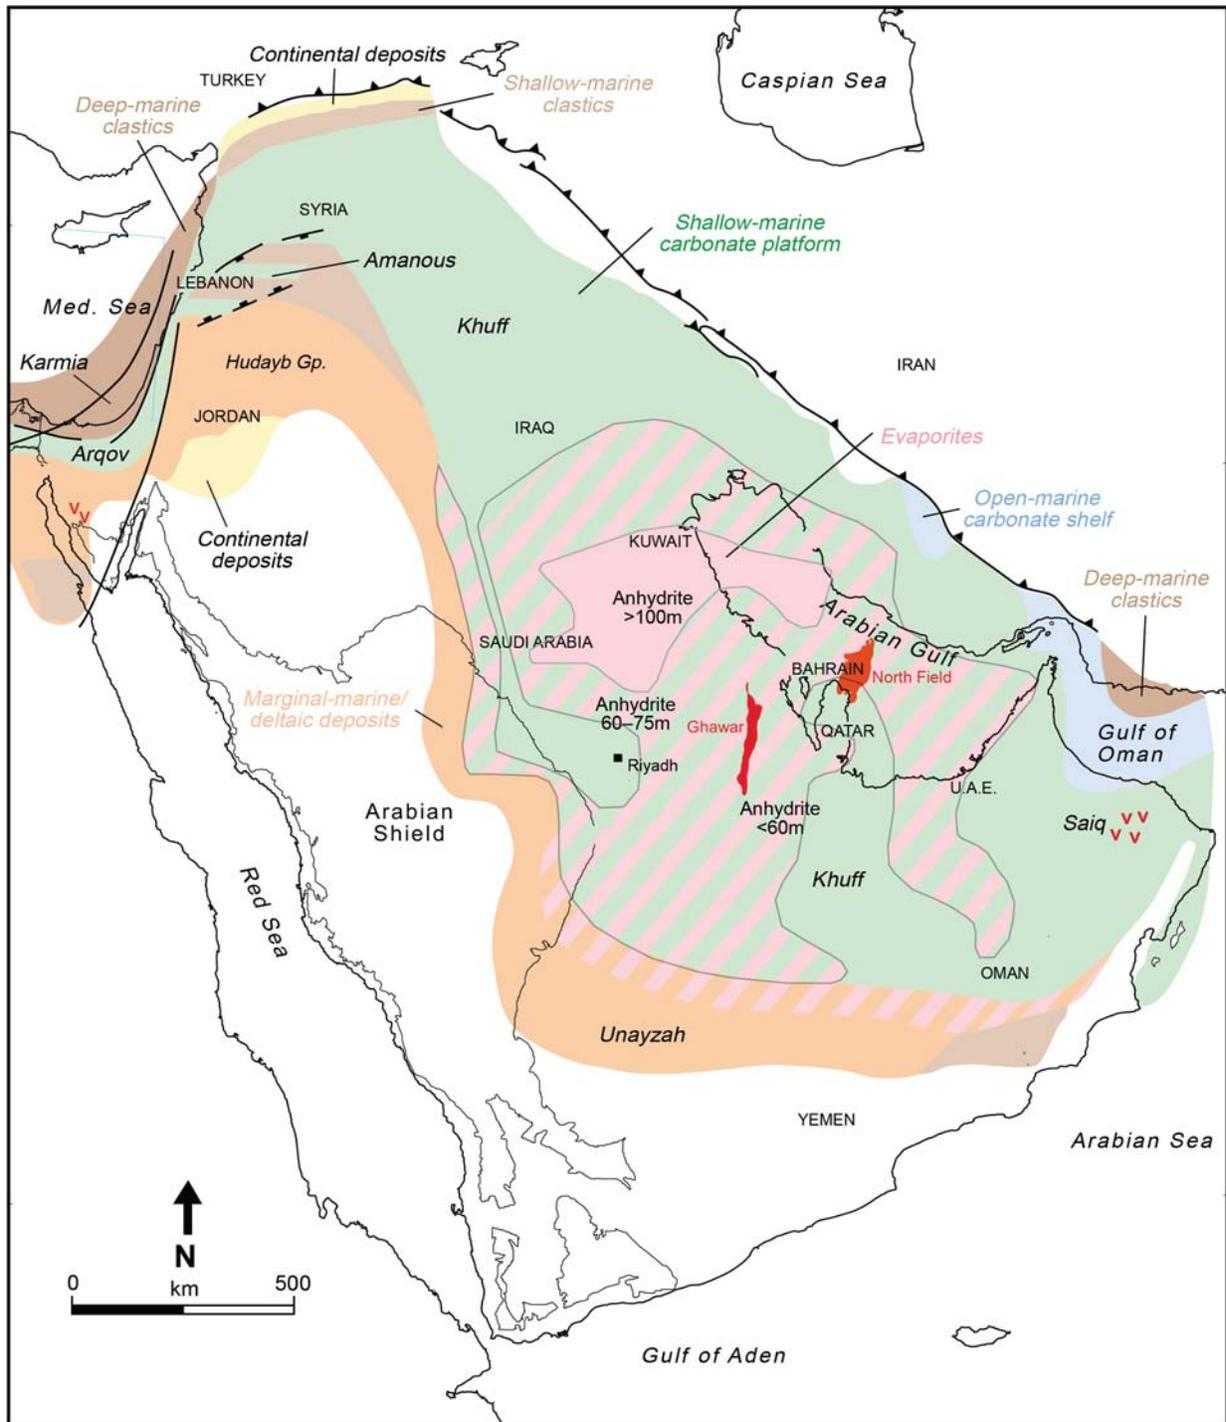 Continental deposits
TURKEY
Caspian Sea
Deep-marine
clastics
Shallow-marine
clastics
SYRIA
Shallow-marine
carbonate platform
Amanous
LEBANON
Med. Sea
Khuff
Karmia
Hudayb Gp.
IRAN
JORDAN
IRAQ
Evaporites
Arqov
V
V
Open-marine
carbonate shelf
Continental
deposits
KUWAIT
Deep-marine
clastics
Anhydrite
>100m
Arabian Gulf
SAUDI ARABIA
BAHRAIN
North Field
Marginal-marine/
deltaic deposits
Anhydrite
60–75m
Ghawar
QATAR
Gulf of
Oman
Riyadh
U.A.E.
Arabian
Shield
Anhydrite
<60m
Saiq
V V
V V
Khuff
Red Sea
OMAN
Unayzah
YEMEN
Arabian Sea
N
0 km 500
Gulf of Aden